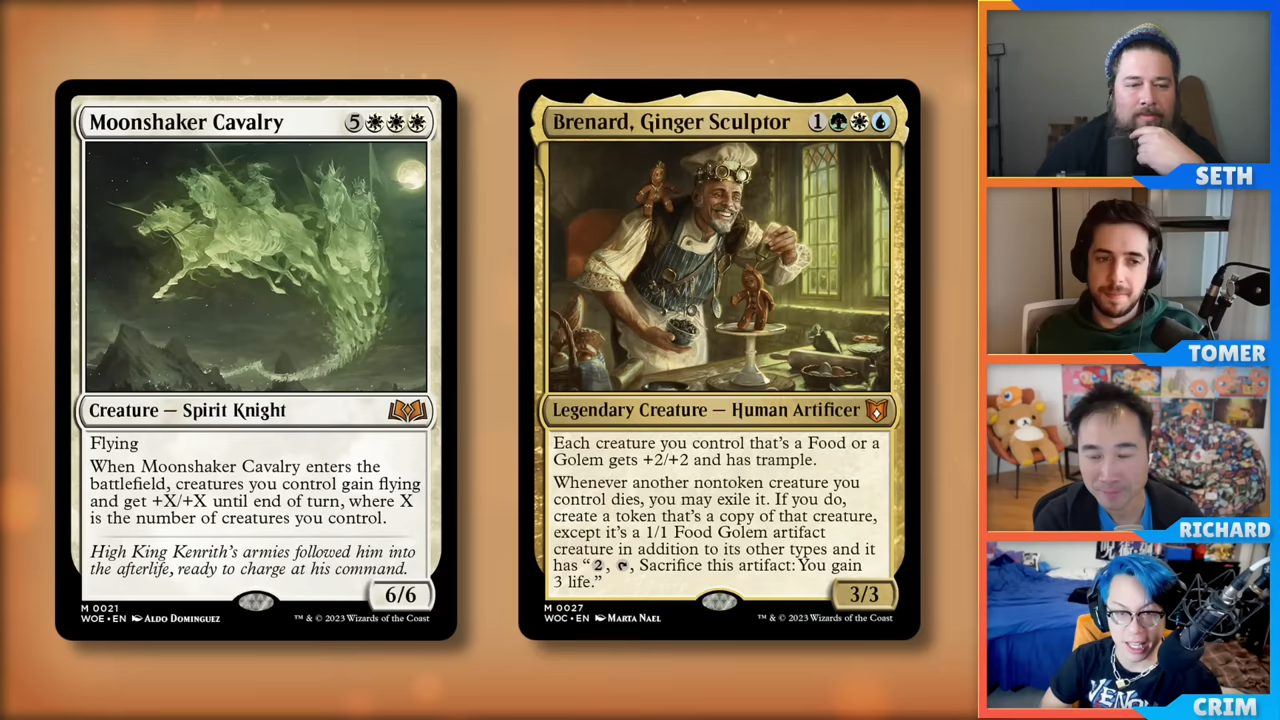 Moonshaker Cavalry 5
Creature — Spirit Knight
Flying
When Moonshaker Cavalry enters the
battlefield, creatures you control gain flying
and get +X/+X until end of turn, where X
is the number of creatures you control.
High King Kenrith's armies followed him into
the afterlife, ready to charge at his command.
6/6
M 0021
WOE • EN Aldo Dominguez
™ & © 2023 Wizards of the Coast
Brenard, Ginger Sculptor 1
Legendary Creature — Human Artificer
Each creature you control that's a Food or a
Golem gets +2/+2 and has trample.
Whenever another nontoken creature you
control dies, you may exile it. If you do,
create a token that's a copy of that creature,
except it's a 1/1 Food Golem artifact
creature in addition to its other types and it
has “2, , Sacrifice this artifact: You gain
3 life.”
3/3
M 0027
WOC • EN Marta Nael
™ & © 2023 Wizards of the Coast
SETH
TOMER
RICHARD
VENOM
CRIM